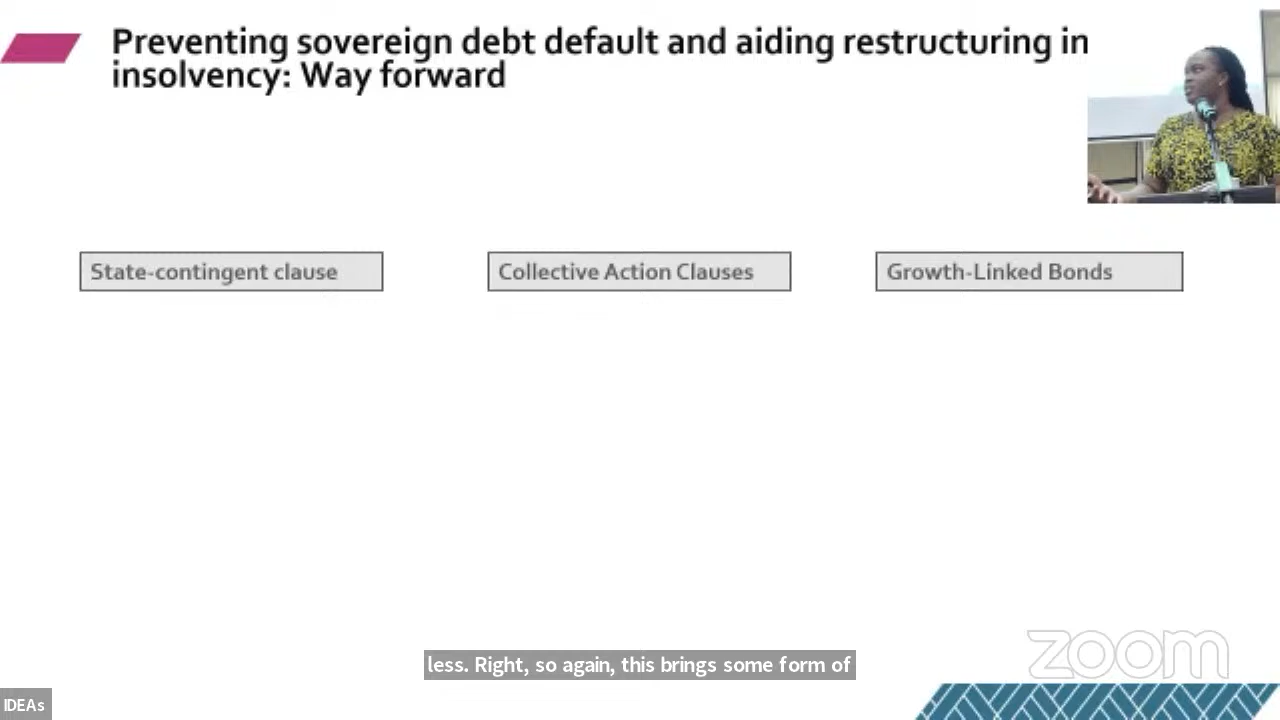 Preventing sovereign debt default and aiding restructuring in
insolvency: Way forward
State-contingent clause
Collective Action Clauses
Growth-Linked Bonds
less. Right, so again, this brings some form of
zoom
IDEAs